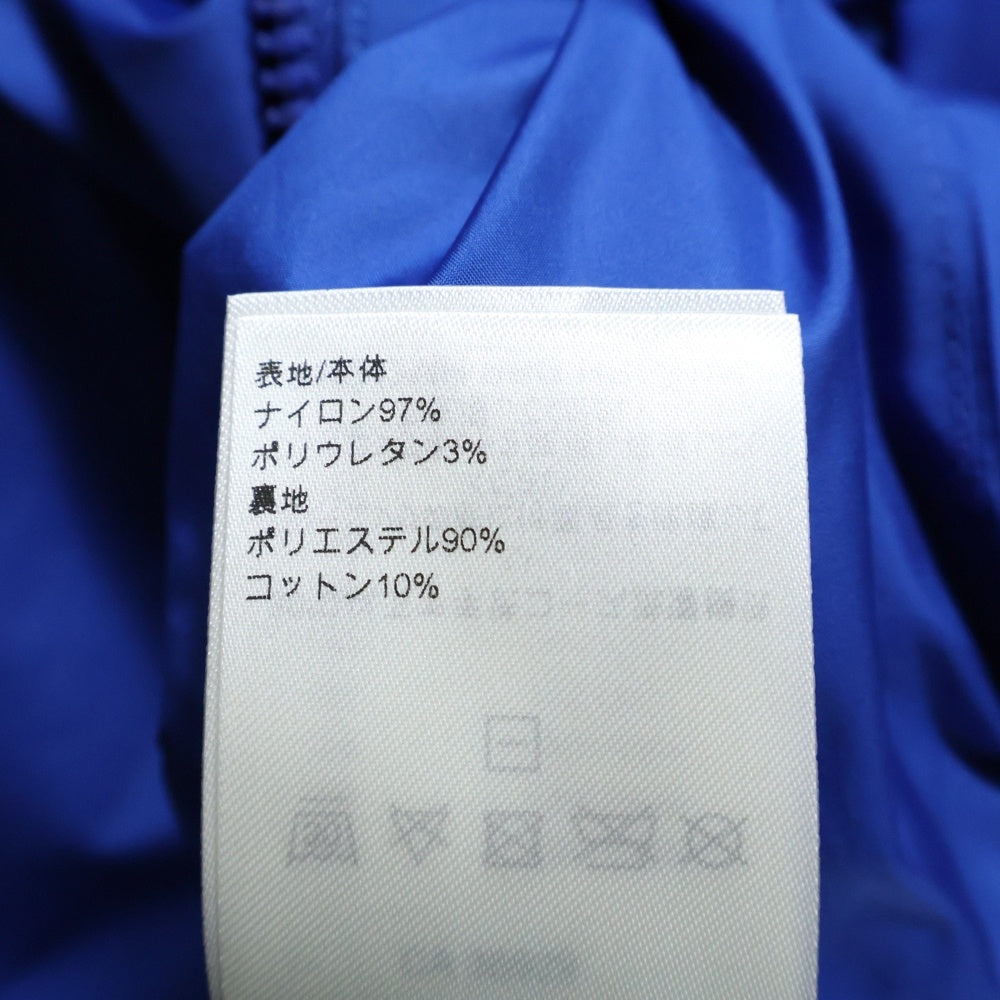 表地/本体
ナイロン97%
ポリウレタン3%
裏地
ポリエステル90%
コットン10%